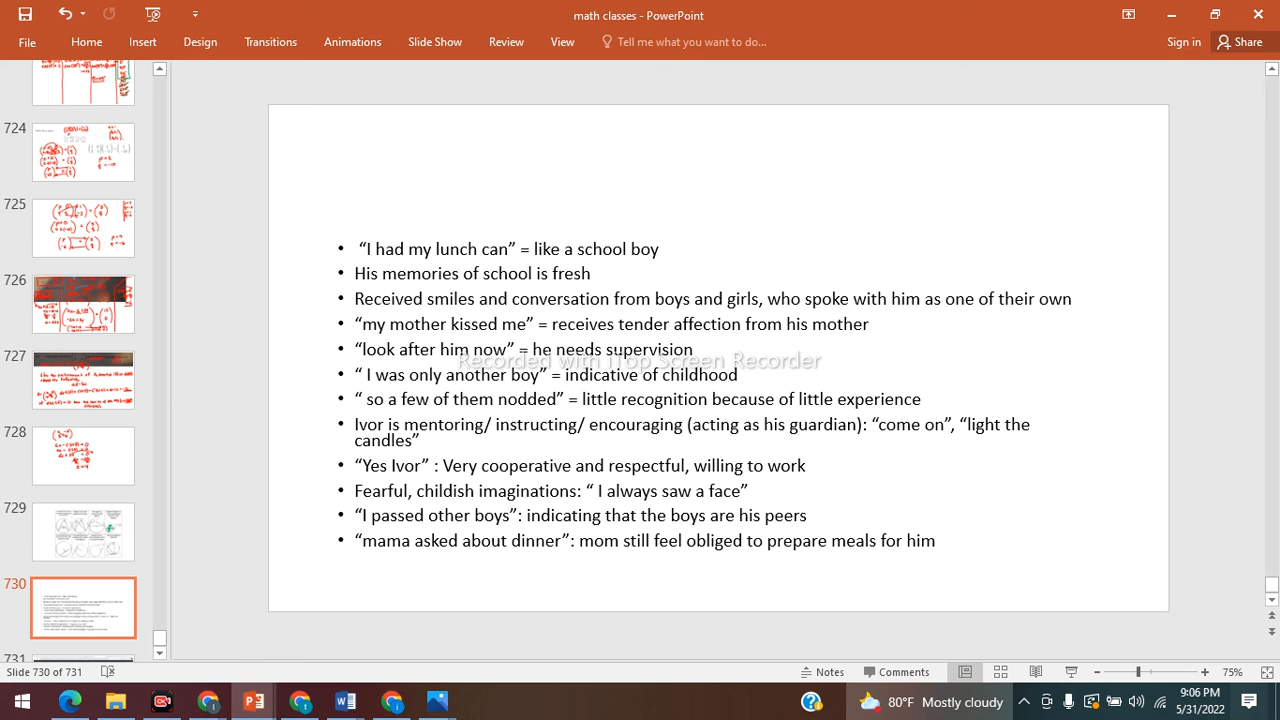 math classes - PowerPoint
File Home Insert Design Transitions Animations Slide Show Review View Tell me what you want to do... Sign in Share
724
725
726
727
728
729
730
731
• “I had my lunch can” = like a school boy
• His memories of school is fresh
• Received smiles and conversation from boys and girls, who spoke with him as one of their own
• “my mother kissed me” = receives tender affection from his mother
• “look after him now” = he needs supervision
Recorded with iTop Screen Recorder
• “ I was only another boy” = indicative of childhood
• “ so a few of them nodded” = little recognition because of little experience
• Ivor is mentoring/ instructing/ encouraging (acting as his guardian): “come on”, “light the
candles”
• “Yes Ivor” : Very cooperative and respectful, willing to work
• Fearful, childish imaginations: “ I always saw a face”
• “I passed other boys”: indicating that the boys are his peers
• “mama asked about dinner”: mom still feel obliged to prepare meals for him
Slide 730 of 731 Notes Comments 75%
80°F Mostly cloudy 9:06 PM
5/31/2022